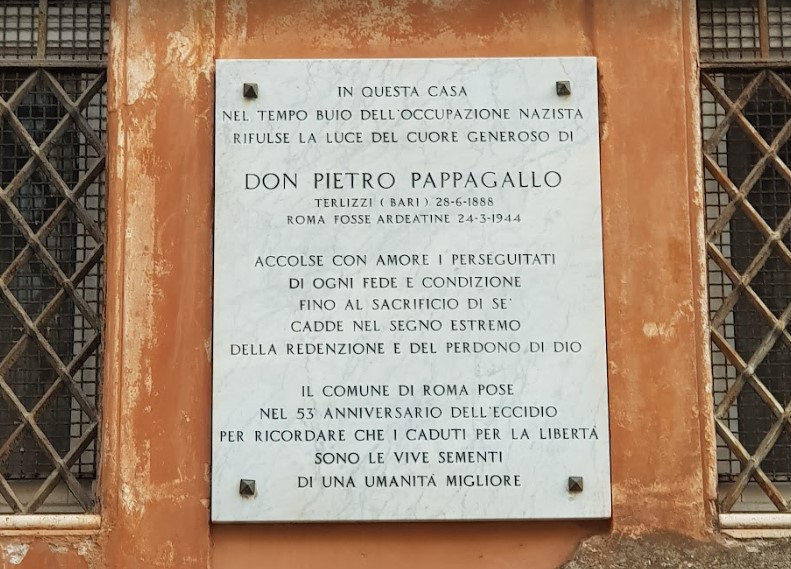 IN QUESTA CASA
NEL TEMPO BUIO DELL'OCCUPAZIONE NAZISTA
RIFULSE LA LUCE DEL CUORE GENEROSO DI
DON PIETRO PAPPAGALLO
TERLIZZI ( BARI ) 28-6-1888
ROMA FOSSE ARDEATINE 24-3-1944
ACCOLSE CON AMORE I PERSEGUITATI
DI OGNI FEDE E CONDIZIONE
FINO AL SACRIFICIO DI SE'
CADDE NEL SEGNO ESTREMO
DELLA REDENZIONE E DEL PERDONO DI DIO
IL COMUNE DI ROMA POSE
NEL 53° ANNIVERSARIO DELL'ECCIDIO
PER RICORDARE CHE I CADUTI PER LA LIBERTÁ
SONO LE VIVE SEMENTI
DI UNA UMANITÁ MIGLIORE